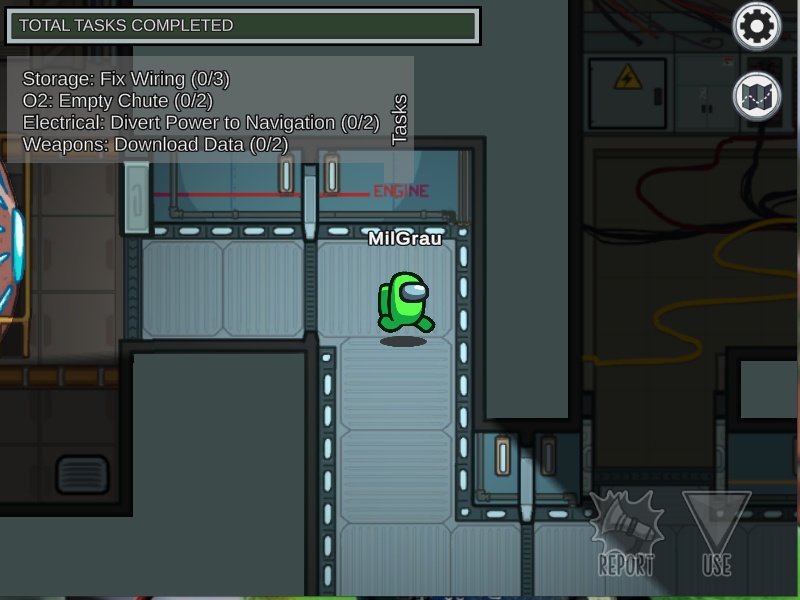 TOTAL TASKS COMPLETED
Storage: Fix Wiring (0/3)
O2: Empty Chute (0/2)
Electrical: Divert Power to Navigation (0/2)
Weapons: Download Data (0/2)
Tasks
ENGINE
MilGrau
REPORT
USE